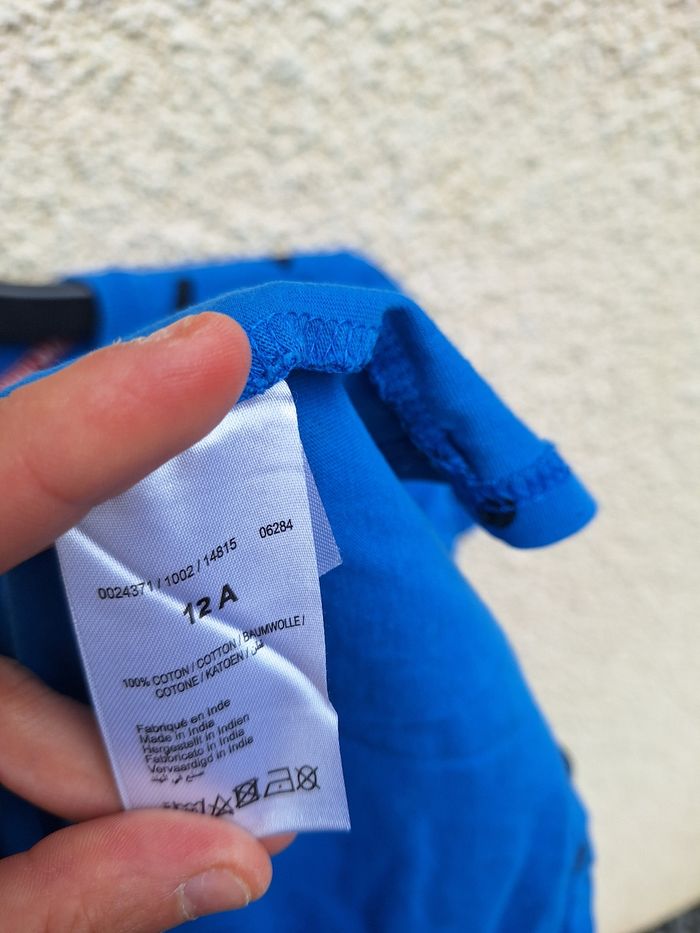 0024371 / 1002 / 14815 06284
12 A
100% COTON / COTTON / BAUMWOLLE /
COTONE / KATOEN / قطن
Fabriqué en Inde
Made in India
Hergestellt in Indien
Fabbricato in India
Vervaardigd in India